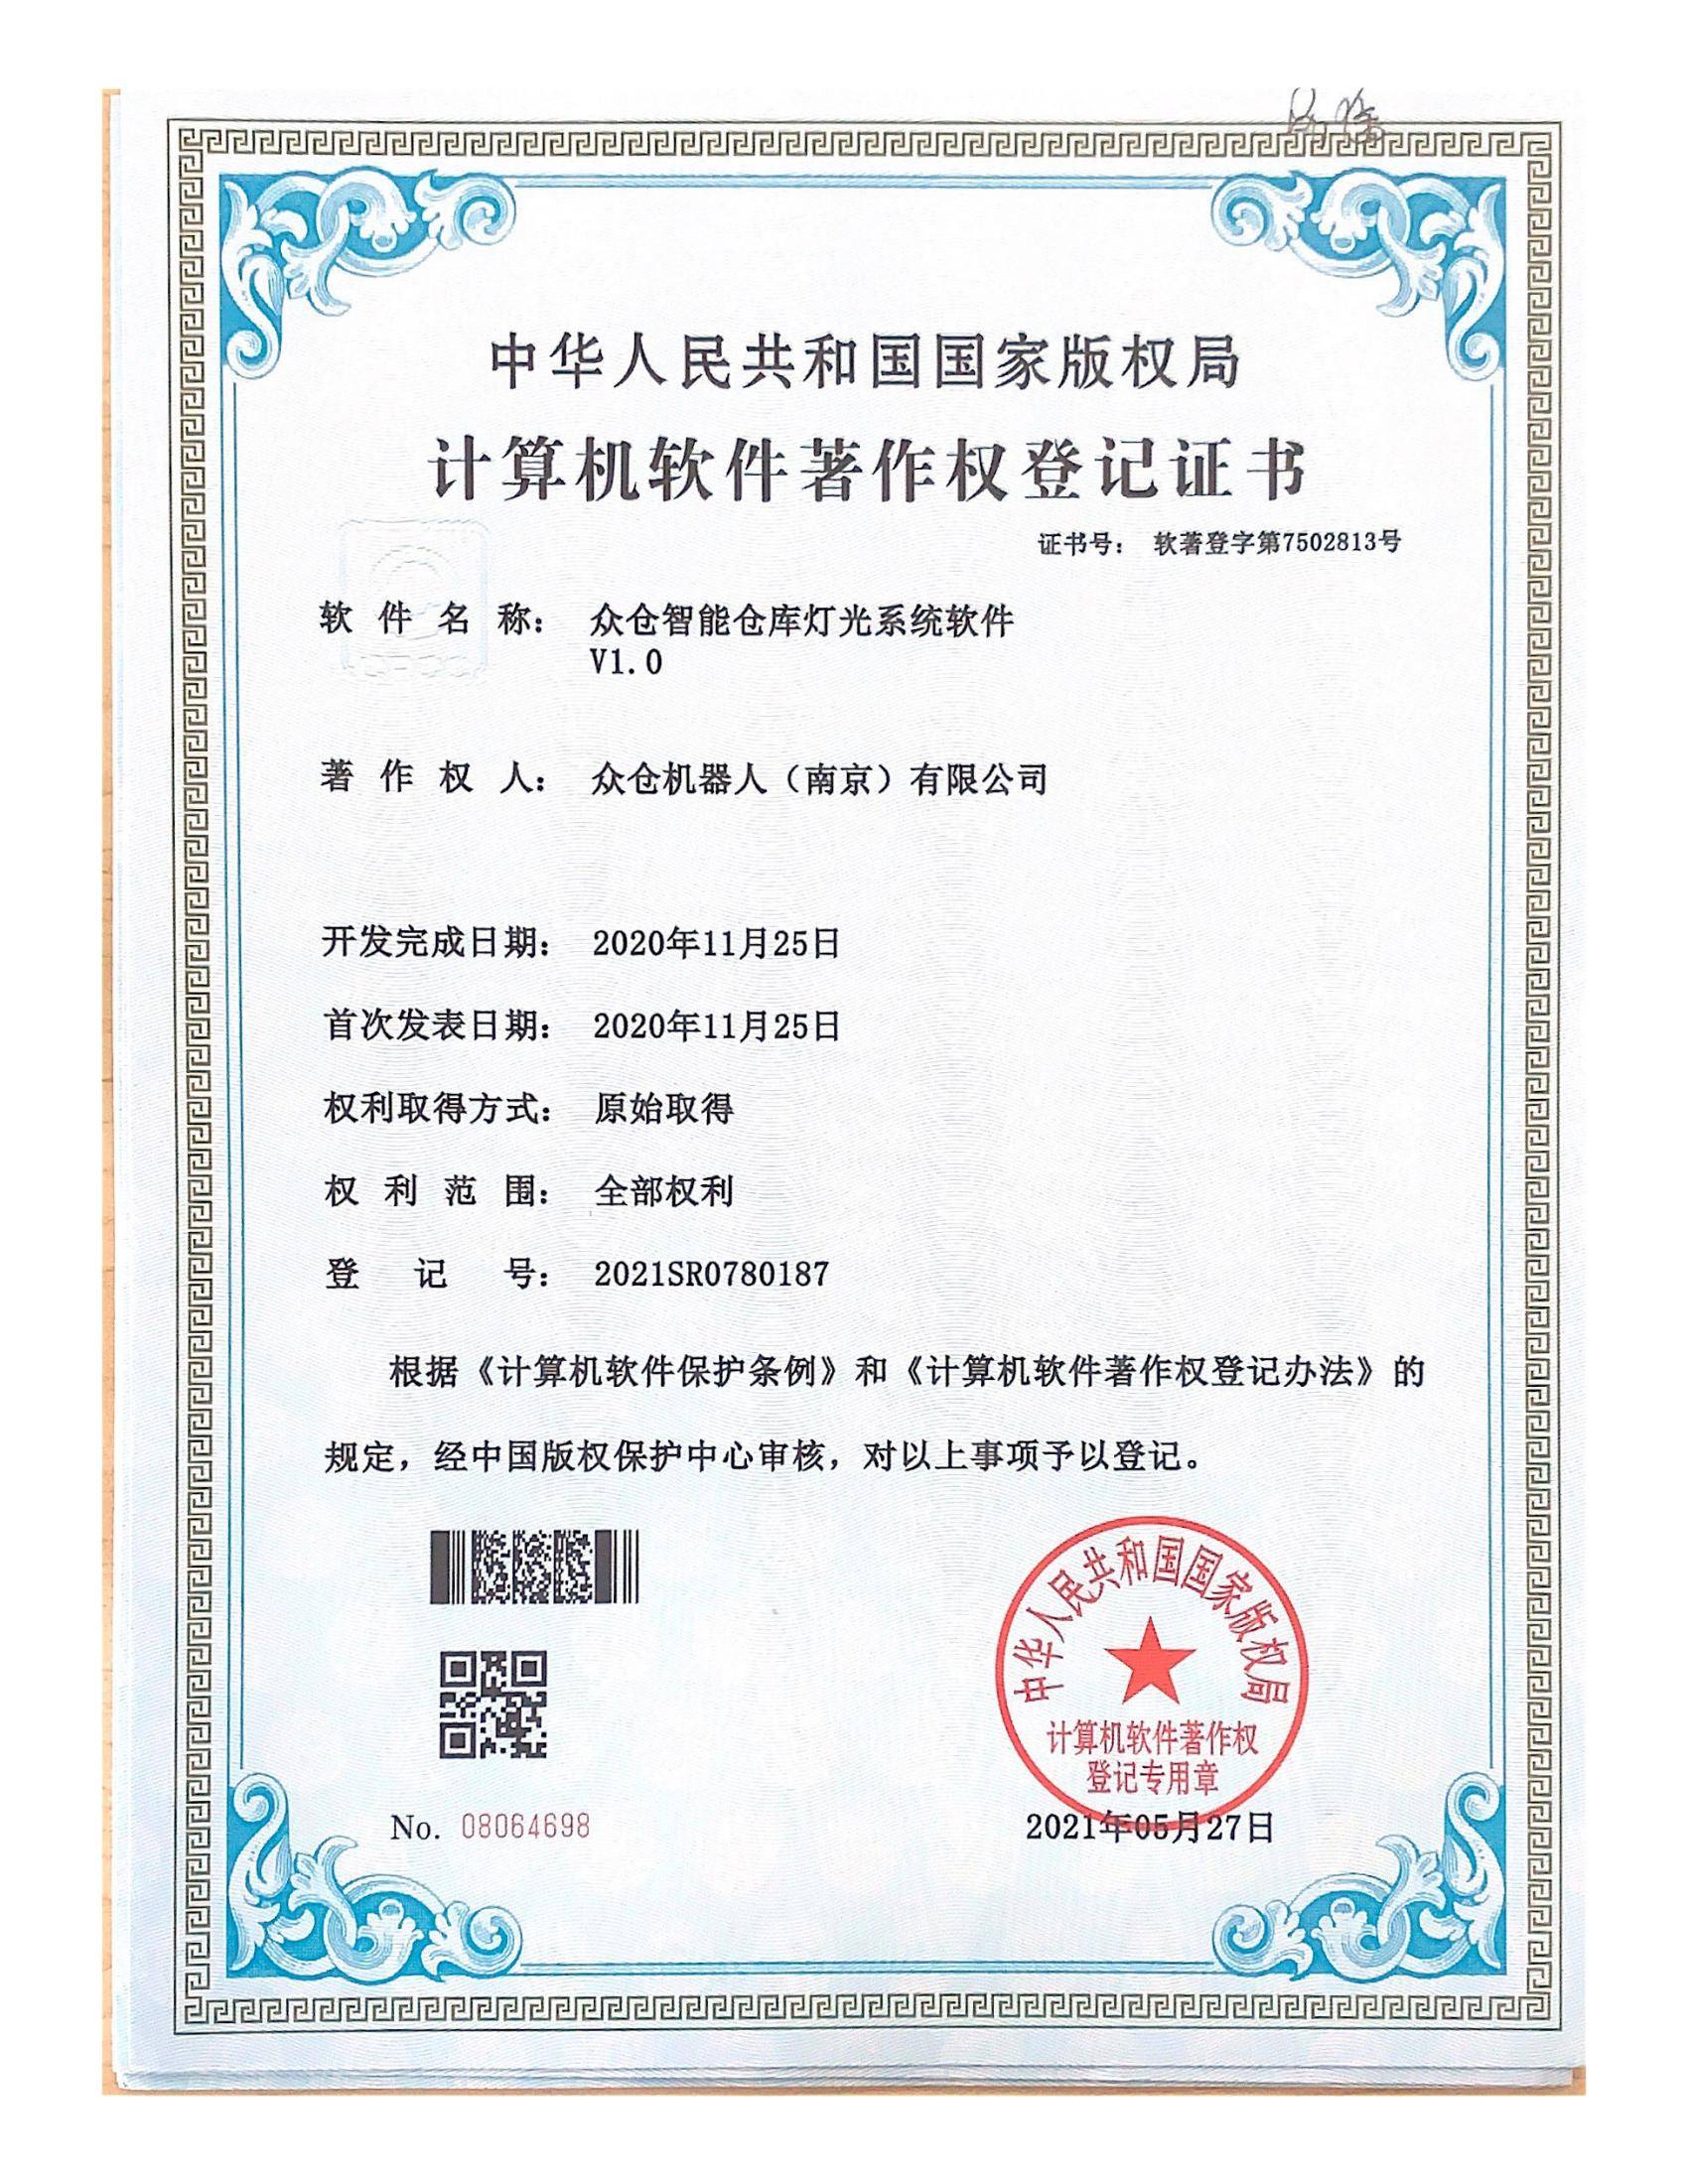 中华人民共和国国家版权局
计算机软件著作权登记证书
证书号： 软著登字第7502813号
软件名称： 众仓智能仓库灯光系统软件
V1.0
著作权人： 众仓机器人（南京）有限公司
开发完成日期： 2020年11月25日
首次发表日期： 2020年11月25日
权利取得方式： 原始取得
权利范围： 全部权利
登记号： 2021SR0780187
根据《计算机软件保护条例》和《计算机软件著作权登记办法》的
规定，经中国版权保护中心审核，对以上事项予以登记。
中华人民共和国国家版权局
计算机软件著作权
登记专用章
No. 08064698
2021年05月27日